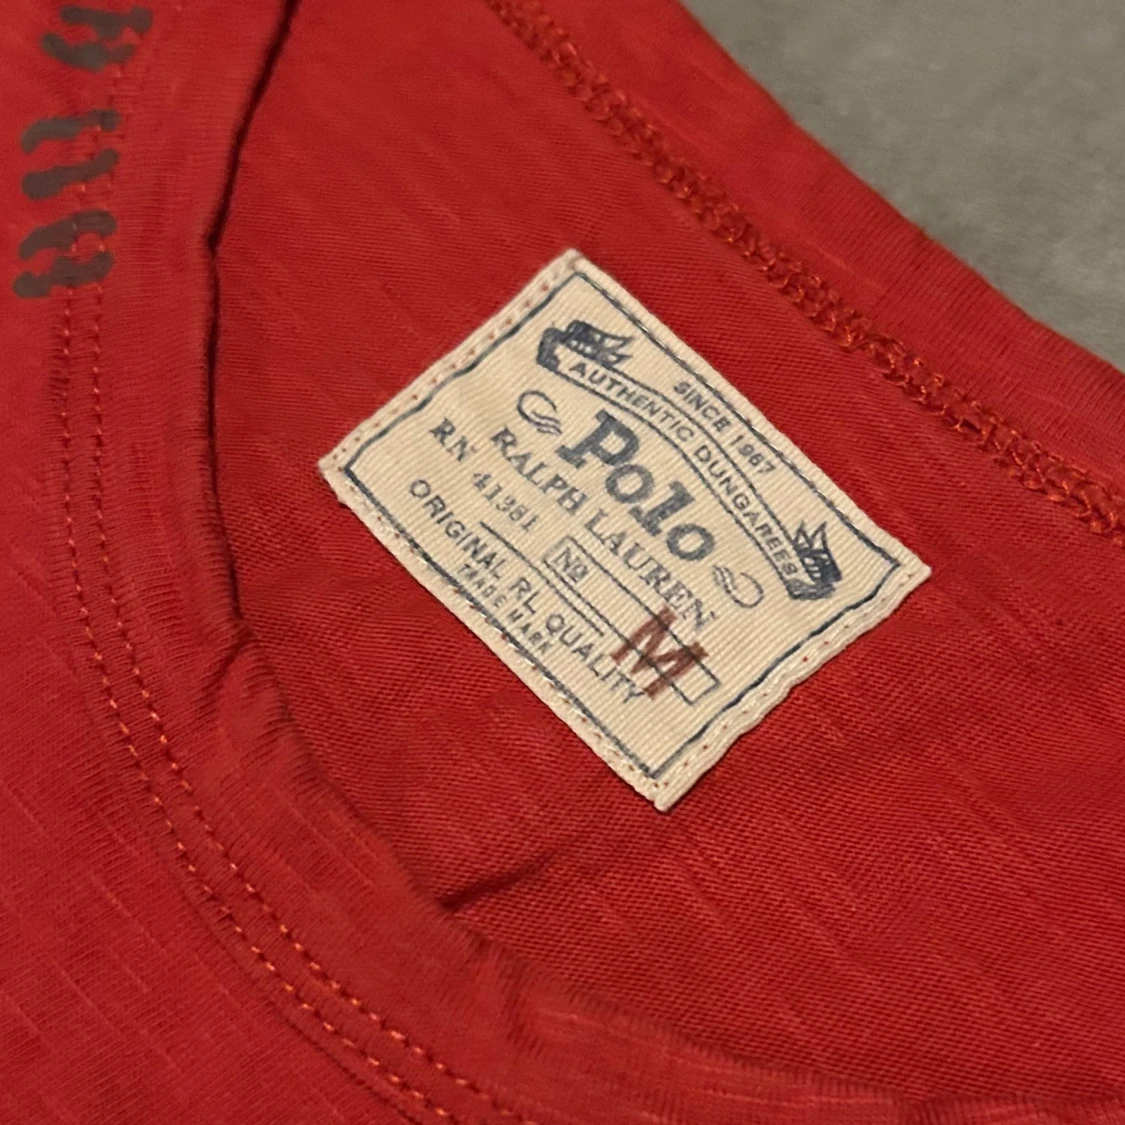 SINCE 1967
AUTHENTIC DUNGAREES
Polo
RALPH LAUREN
RN 41381
No M
ORIGINAL RL QUALITY
TRADE MARK